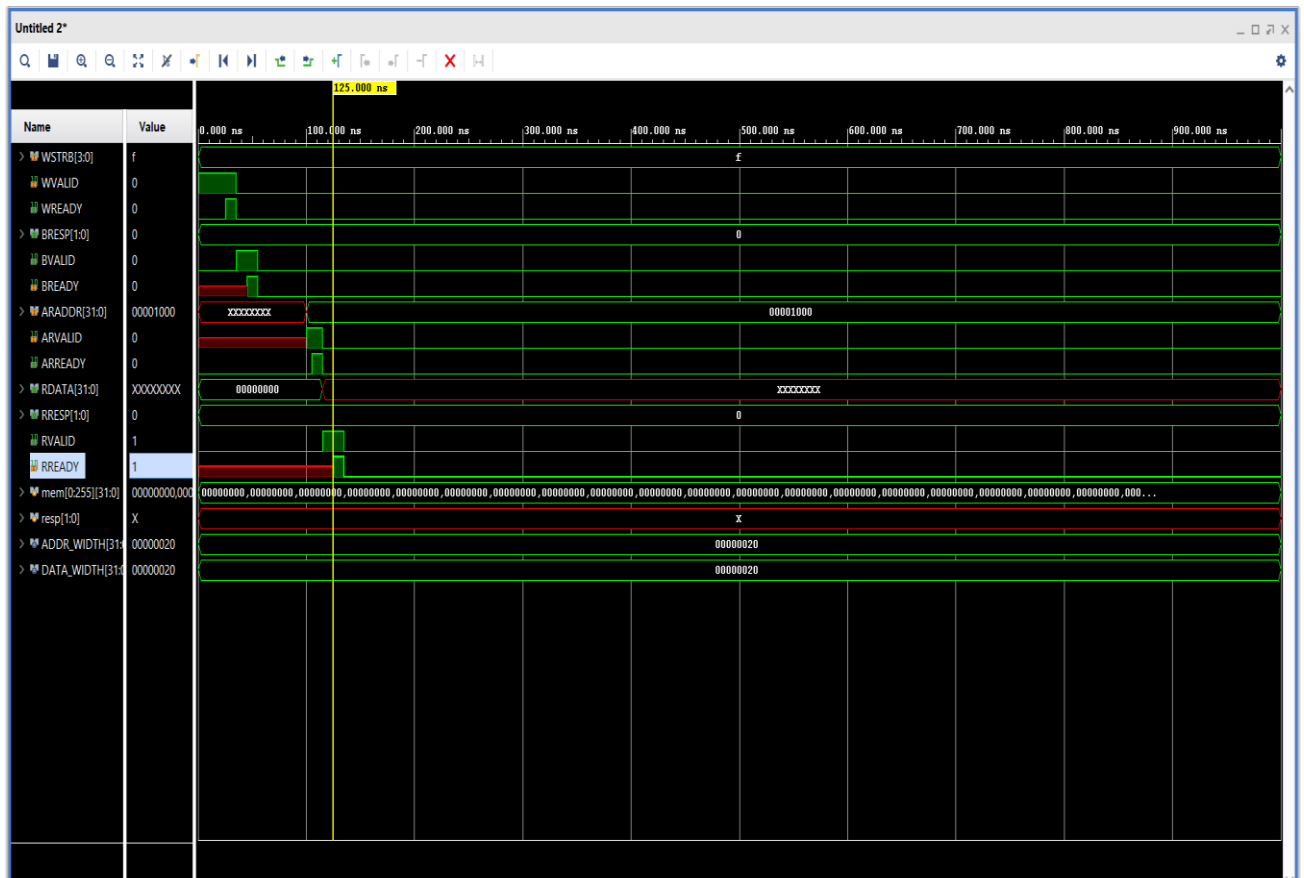 Untitled 2*
125.000 ns
Name Value 0.000 ns 100.000 ns 200.000 ns 300.000 ns 400.000 ns 500.000 ns 600.000 ns 700.000 ns 800.000 ns 900.000 ns
WSTRB[3:0] f f
WVALID 0
WREADY 0
BRESP[1:0] 0 0
BVALID 0
BREADY 0
ARADDR[31:0] 00001000 XXXXXXXX 00001000
ARVALID 0
ARREADY 0
RDATA[31:0] XXXXXXXX 00000000 XXXXXXXX
RRESP[1:0] 0 0
RVALID 1
RREADY 1
mem[0:255][31:0] 00000000,000 00000000,00000000,00000000,00000000,00000000,00000000,00000000,00000000,00000000,00000000,00000000,00000000,00000000,00000000,00000000,00000000,00000000,00000000,00000000,000...
resp[1:0] X X
ADDR_WIDTH[31:0 00000020 00000020
DATA_WIDTH[31:0 00000020 00000020